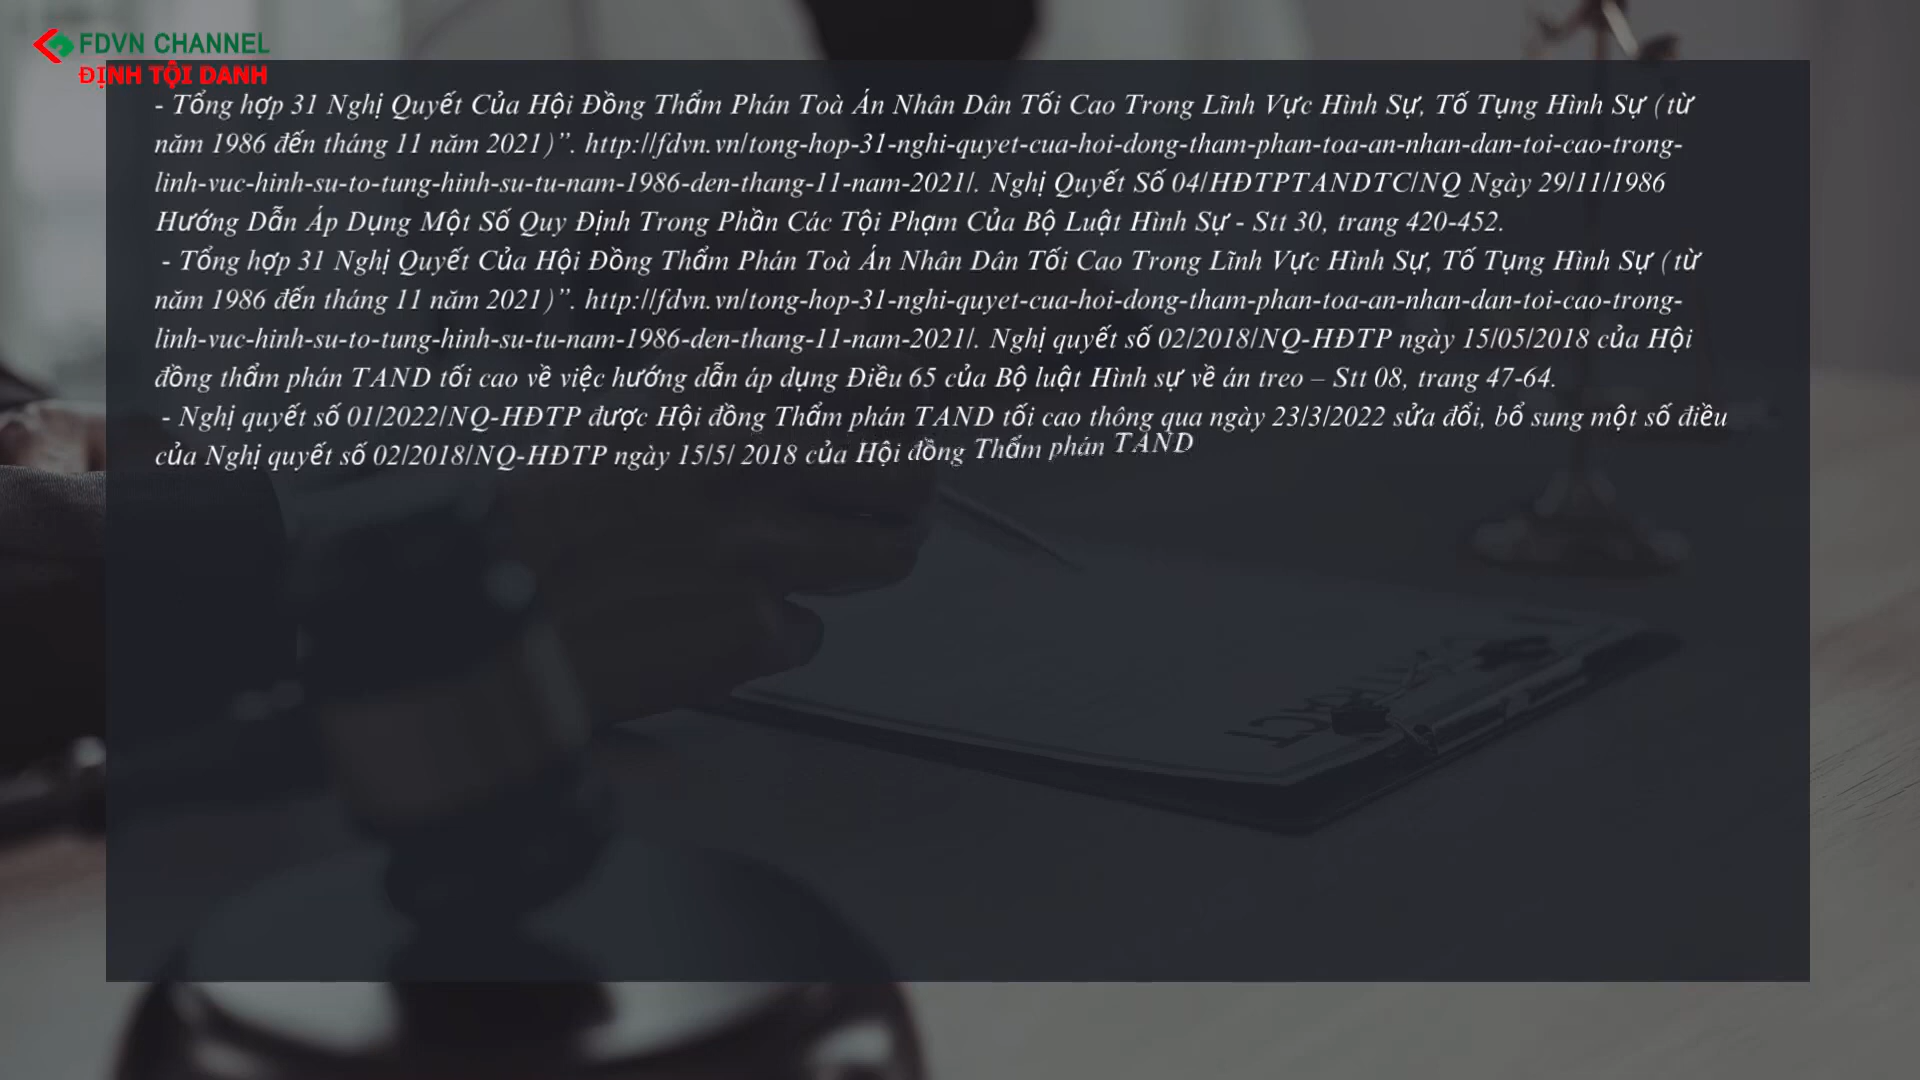 FDVN CHANNEL
ĐỊNH TỘI DANH
- Tổng hợp 31 Nghị Quyết Của Hội Đồng Thẩm Phán Toà Án Nhân Dân Tối Cao Trong Lĩnh Vực Hình Sự, Tố Tụng Hình Sự (từ
năm 1986 đến tháng 11 năm 2021)”. http://fdvn.vn/tong-hop-31-nghi-quyet-cua-hoi-dong-tham-phan-toa-an-nhan-dan-toi-cao-trong-
linh-vuc-hinh-su-to-tung-hinh-su-tu-nam-1986-den-thang-11-nam-2021/. Nghị Quyết Số 04/HĐTPTANDTC/NQ Ngày 29/11/1986
Hướng Dẫn Áp Dụng Một Số Quy Định Trong Phần Các Tội Phạm Của Bộ Luật Hình Sự - Stt 30, trang 420-452.
- Tổng hợp 31 Nghị Quyết Của Hội Đồng Thẩm Phán Toà Án Nhân Dân Tối Cao Trong Lĩnh Vực Hình Sự, Tố Tụng Hình Sự (từ
năm 1986 đến tháng 11 năm 2021)”. http://fdvn.vn/tong-hop-31-nghi-quyet-cua-hoi-dong-tham-phan-toa-an-nhan-dan-toi-cao-trong-
linh-vuc-hinh-su-to-tung-hinh-su-tu-nam-1986-den-thang-11-nam-2021/. Nghị quyết số 02/2018/NQ-HĐTP ngày 15/05/2018 của Hội
đồng thẩm phán TAND tối cao về việc hướng dẫn áp dụng Điều 65 của Bộ luật Hình sự về án treo – Stt 08, trang 47-64.
- Nghị quyết số 01/2022/NQ-HĐTP được Hội đồng Thẩm phán TAND tối cao thông qua ngày 23/3/2022 sửa đổi, bổ sung một số điều
của Nghị quyết số 02/2018/NQ-HĐTP ngày 15/5/ 2018 của Hội đồng Thẩm phán TAND